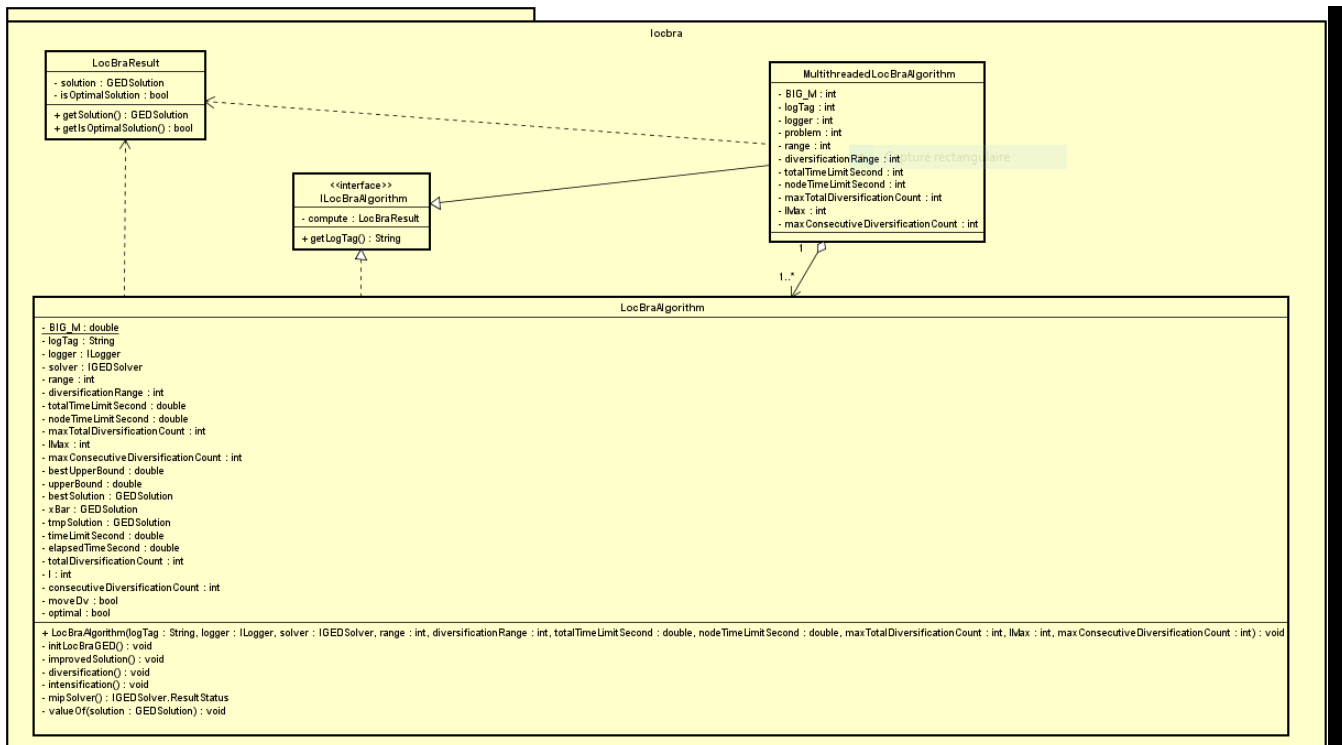 locbra
LocBraResult
- solution : GEDSolution
- isOptimalSolution : bool
+ getSolution() : GEDSolution
+ getIsOptimalSolution() : bool
MultithreadedLocBraAlgorithm
- BIG_M : int
- logTag : int
- logger : int
- problem : int
- range : int
- diversificationRange : int
- totalTimeLimitSecond : int
- nodeTimeLimitSecond : int
- maxTotalDiversificationCount : int
- lMax : int
- maxConsecutiveDiversificationCount : int
Capture rectangulaire
<<interface>>
ILocBraAlgorithm
- compute : LocBraResult
+ getLogTag() : String
1
1..*
LocBraAlgorithm
- BIG_M : double
- logTag : String
- logger : ILogger
- solver : IGEDSolver
- range : int
- diversificationRange : int
- totalTimeLimitSecond : double
- nodeTimeLimitSecond : double
- maxTotalDiversificationCount : int
- lMax : int
- maxConsecutiveDiversificationCount : int
- bestUpperBound : double
- upperBound : double
- bestSolution : GEDSolution
- xBar : GEDSolution
- tmpSolution : GEDSolution
- timeLimitSecond : double
- elapsedTimeSecond : double
- totalDiversificationCount : int
- l : int
- consecutiveDiversificationCount : int
- moveDv : bool
- optimal : bool
+ LocBraAlgorithm(logTag : String, logger : ILogger, solver : IGEDSolver, range : int, diversificationRange : int, totalTimeLimitSecond : double, nodeTimeLimitSecond : double, maxTotalDiversificationCount : int, lMax : int, maxConsecutiveDiversificationCount : int) : void
- initLocBraGED() : void
- improvedSolution() : void
- diversification() : void
- intensification() : void
- mipSolver() : IGEDSolver.ResultStatus
- valueOf(solution : GEDSolution) : void